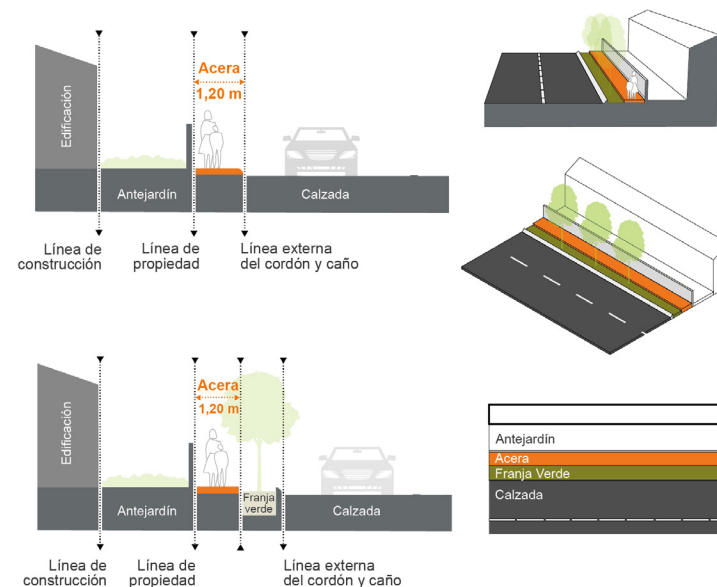 Acera
1,20 m
Edificación
Antejardín
Calzada
Línea de
construcción
Línea de
propiedad
Línea externa
del cordón y caño
Acera
1,20 m
Edificación
Franja
verde
Antejardín
Calzada
Línea de
construcción
Línea de
propiedad
Línea externa
del cordón y caño
Antejardín
Acera
Franja Verde
Calzada